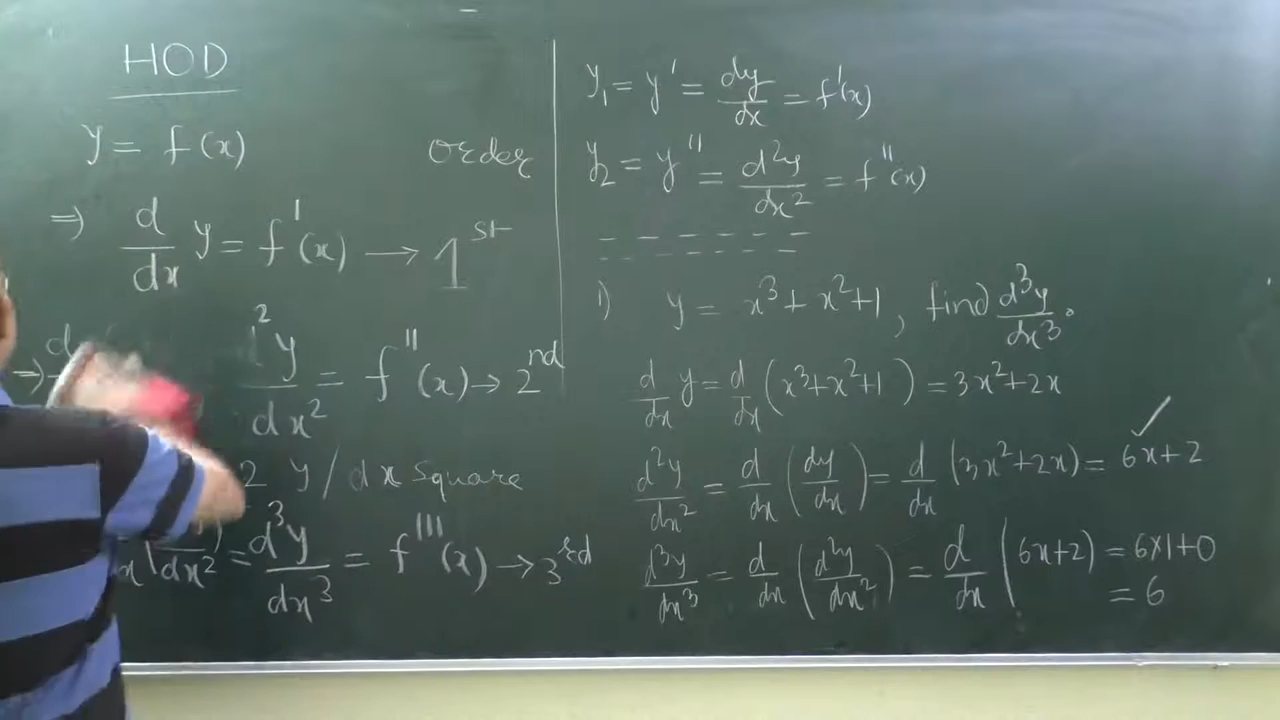 HOD
y = f(x)
order
⇒ d/dx y = f'(x) → 1st
⇒ d
²y/dx² = f''(x) → 2nd
2 y/dx square
dx² = d³y/dx³ = f'''(x) → 3rd
y₁ = y' = dy/dx = f'(x)
y₂ = y'' = d²y/dx² = f''(x)
1) y = x³ + x² + 1, find d³y/dx³.
d/dx y = d/dx (x³+x²+1) = 3x²+2x
d²y/dx² = d/dx (dy/dx) = d/dx (3x²+2x) = 6x+2 ✓
d³y/dx³ = d/dx (d²y/dx²) = d/dx (6x+2) = 6×1+0
= 6